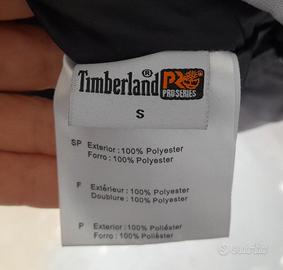 Timberland® PRO
PRO SERIES
S
SP Exterior : 100% Polyester
Forro : 100% Polyester
F Extérieur : 100% Polyester
Doublure : 100% Polyester
P Exterior : 100% Poliéster
Forro : 100% Poliéster
subito